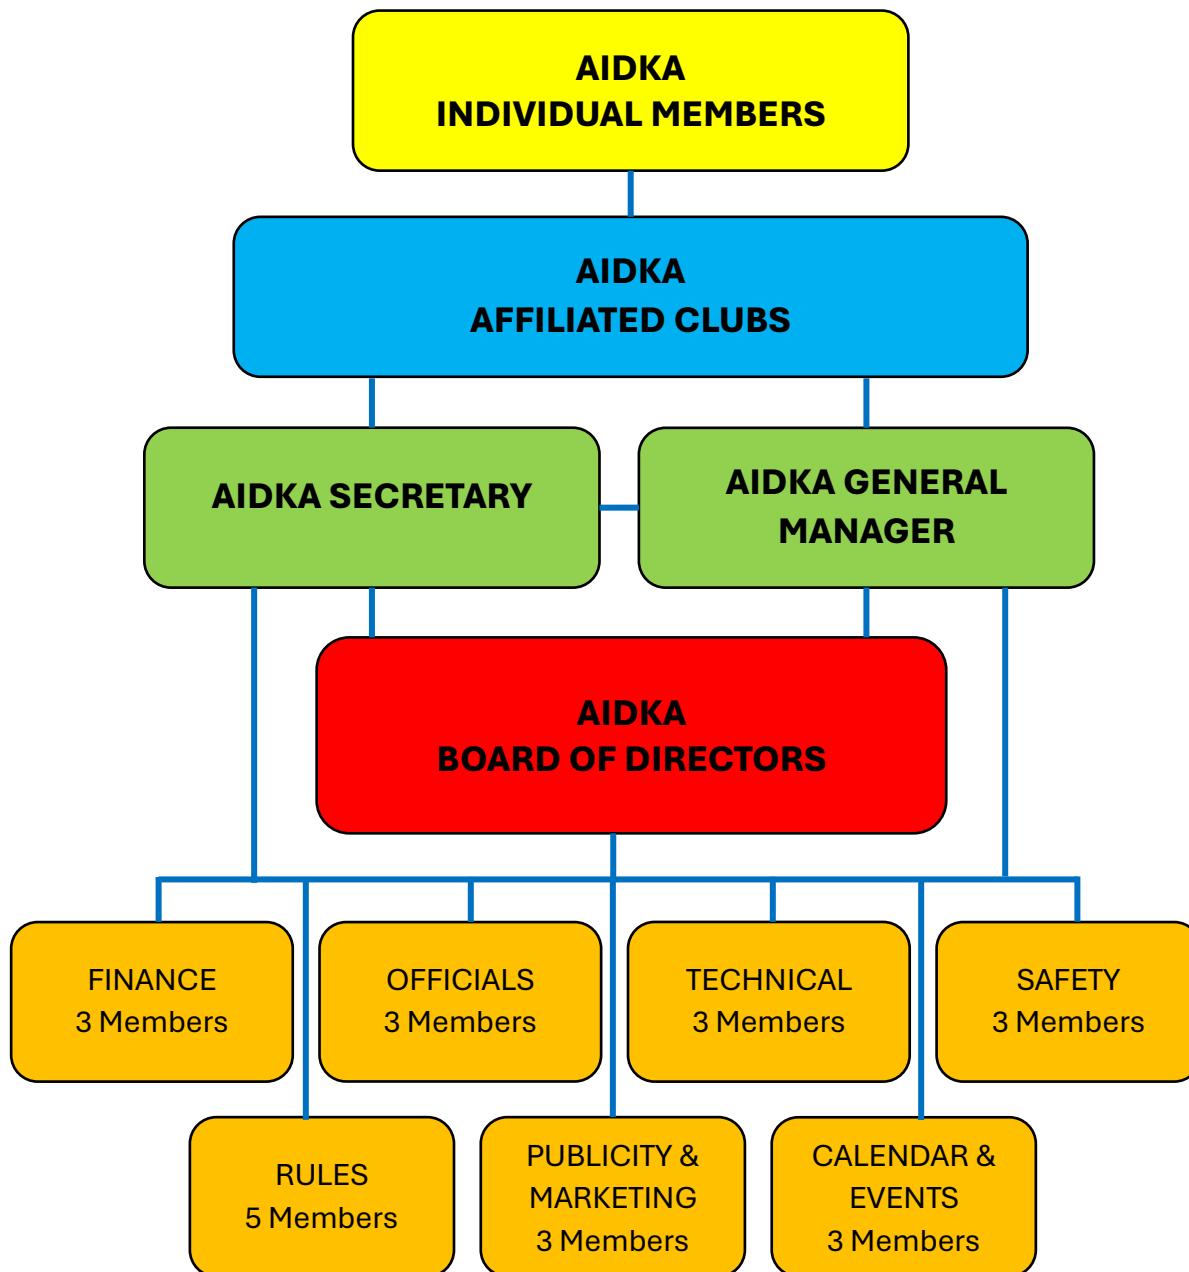 AIDKA
INDIVIDUAL MEMBERS
AIDKA
AFFILIATED CLUBS
AIDKA SECRETARY
AIDKA GENERAL
MANAGER
AIDKA
BOARD OF DIRECTORS
FINANCE
3 Members
OFFICIALS
3 Members
TECHNICAL
3 Members
SAFETY
3 Members
RULES
5 Members
PUBLICITY &
MARKETING
3 Members
CALENDAR &
EVENTS
3 Members